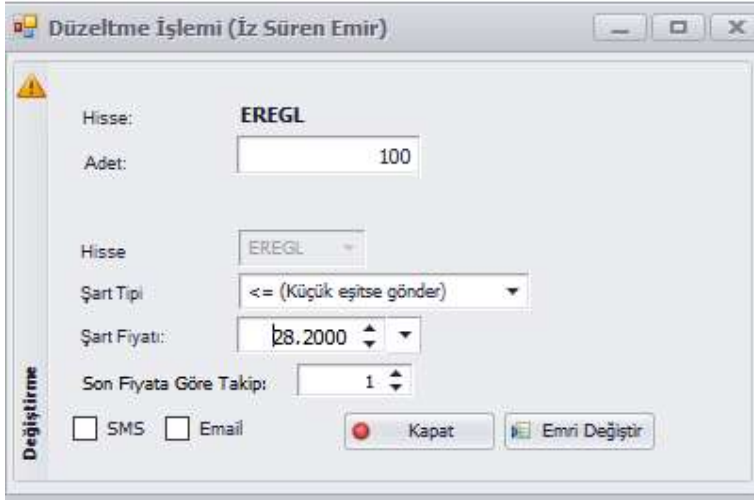 Düzeltme İşlemi (İz Süren Emir)
Hisse: EREGL
Adet: 100
Hisse EREGL
Şart Tipi <= (Küçük eşitse gönder)
Şart Fiyatı: 28.2000
Son Fiyata Göre Takip: 1
SMS Email Kapat Emri Değiştir
Değiştirme